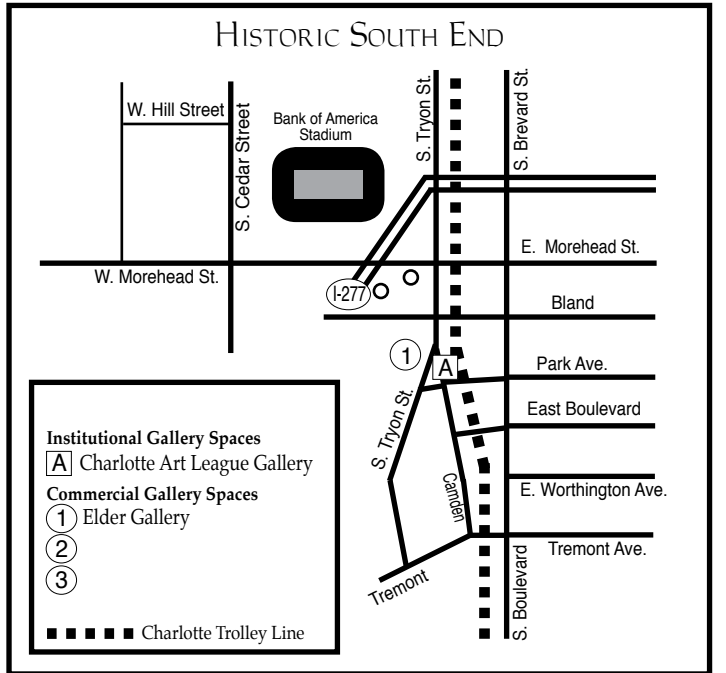 Historic South End
W. Hill Street
S. Cedar Street
Bank of America
Stadium
S. Tryon St.
S. Brevard St.
E. Morehead St.
W. Morehead St.
I-277
Bland
1
A
Park Ave.
S. Tryon St.
East Boulevard
Camden
E. Worthington Ave.
Tremont Ave.
Tremont
S. Boulevard
Institutional Gallery Spaces
A Charlotte Art League Gallery
Commercial Gallery Spaces
1 Elder Gallery
2
3
Charlotte Trolley Line